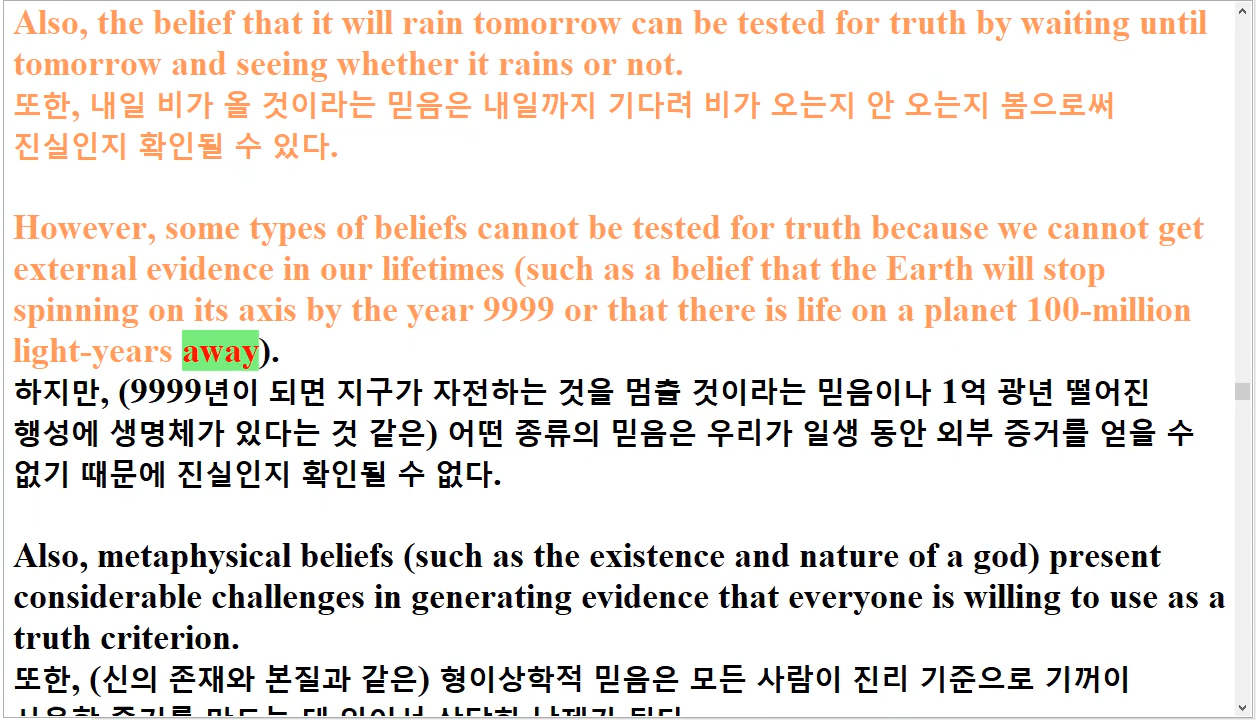 Also, the belief that it will rain tomorrow can be tested for truth by waiting until
tomorrow and seeing whether it rains or not.
또한, 내일 비가 올 것이라는 믿음은 내일까지 기다려 비가 오는지 안 오는지 봄으로써
진실인지 확인될 수 있다.
However, some types of beliefs cannot be tested for truth because we cannot get
external evidence in our lifetimes (such as a belief that the Earth will stop
spinning on its axis by the year 9999 or that there is life on a planet 100-million
light-years away).
하지만, (9999년이 되면 지구가 자전하는 것을 멈출 것이라는 믿음이나 1억 광년 떨어진
행성에 생명체가 있다는 것 같은) 어떤 종류의 믿음은 우리가 일생 동안 외부 증거를 얻을 수
없기 때문에 진실인지 확인될 수 없다.
Also, metaphysical beliefs (such as the existence and nature of a god) present
considerable challenges in generating evidence that everyone is willing to use as a
truth criterion.
또한, (신의 존재와 본질과 같은) 형이상학적 믿음은 모든 사람이 진리 기준으로 기꺼이